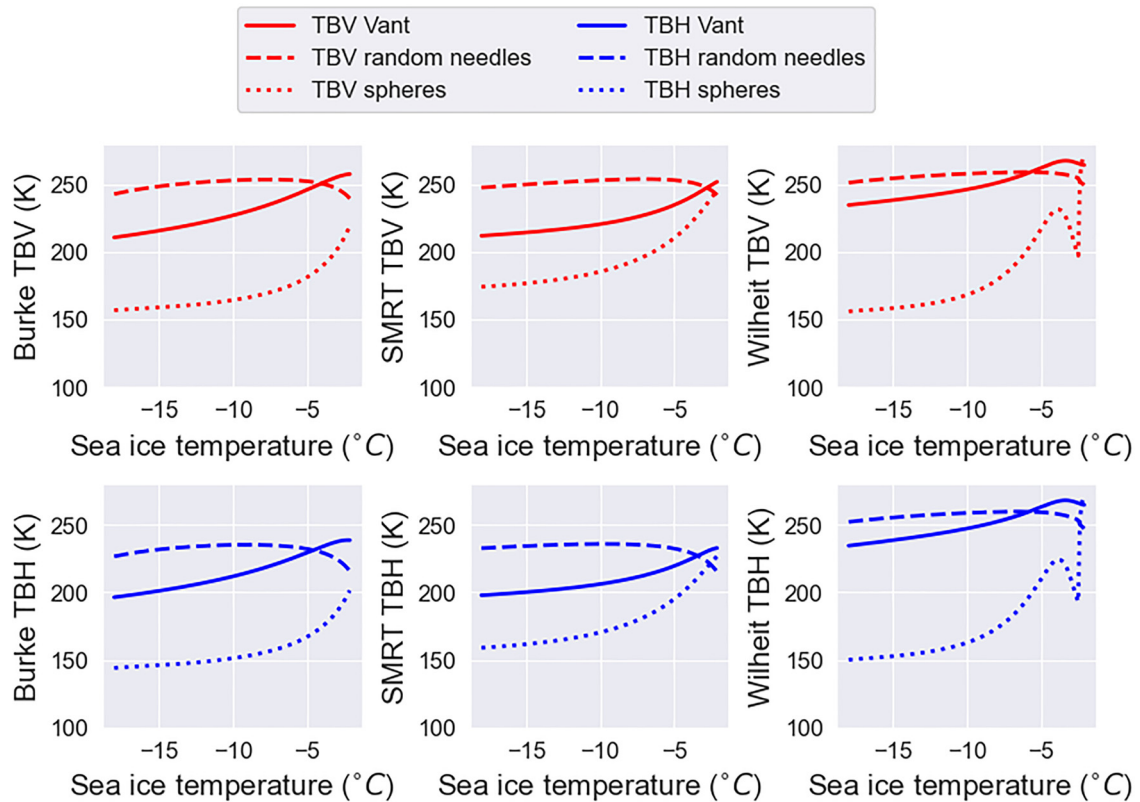 TBV Vant
TBV random needles
TBV spheres
TBH Vant
TBH random needles
TBH spheres
Burke TBV (K)
250
200
150
100
−15 −10 −5
Sea ice temperature (°C)
SMRT TBV (K)
250
200
150
100
−15 −10 −5
Sea ice temperature (°C)
Wilheit TBV (K)
250
200
150
100
−15 −10 −5
Sea ice temperature (°C)
Burke TBH (K)
250
200
150
100
−15 −10 −5
Sea ice temperature (°C)
SMRT TBH (K)
250
200
150
100
−15 −10 −5
Sea ice temperature (°C)
Wilheit TBH (K)
250
200
150
100
−15 −10 −5
Sea ice temperature (°C)